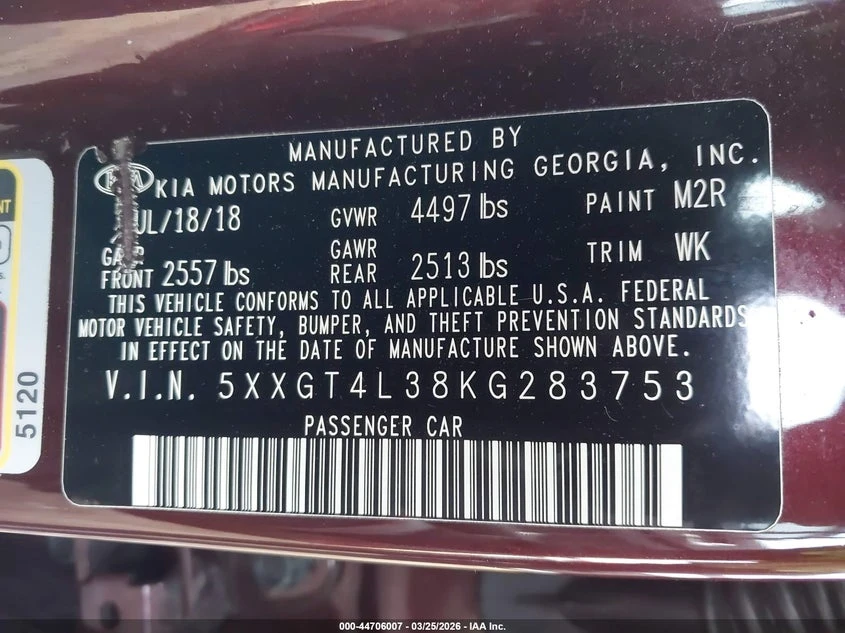 MANUFACTURED BY
KIA KIA MOTORS MANUFACTURING GEORGIA, INC.
UL/18/18 GVWR 4497 lbs PAINT M2R
GAWR FRONT 2557 lbs GAWR REAR 2513 lbs TRIM WK
THIS VEHICLE CONFORMS TO ALL APPLICABLE U.S.A. FEDERAL
MOTOR VEHICLE SAFETY, BUMPER, AND THEFT PREVENTION STANDARDS
IN EFFECT ON THE DATE OF MANUFACTURE SHOWN ABOVE.
V.I.N. 5XXGT4L38KG283753
PASSENGER CAR
5120
000-44706007 - 03/25/2026 - IAA Inc.